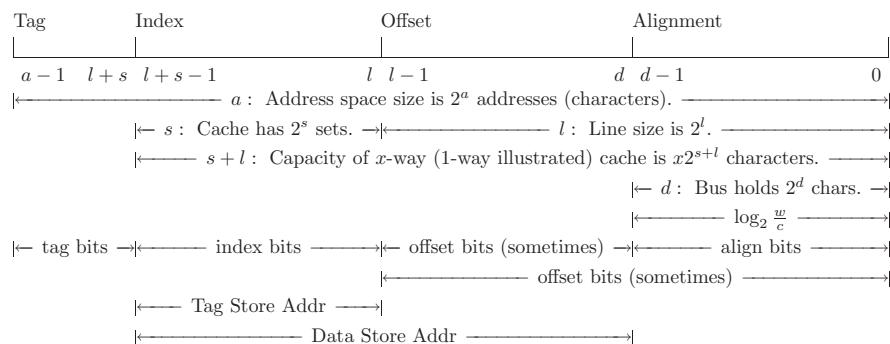 Tag Index Offset Alignment
a − 1 l + s l + s − 1 l l − 1 d d − 1 0
a : Address space size is 2^a addresses (characters).
s : Cache has 2^s sets. l : Line size is 2^l.
s + l : Capacity of x-way (1-way illustrated) cache is x2^{s+l} characters.
d : Bus holds 2^d chars.
log_2 w/c
tag bits index bits offset bits (sometimes) align bits
offset bits (sometimes)
Tag Store Addr
Data Store Addr